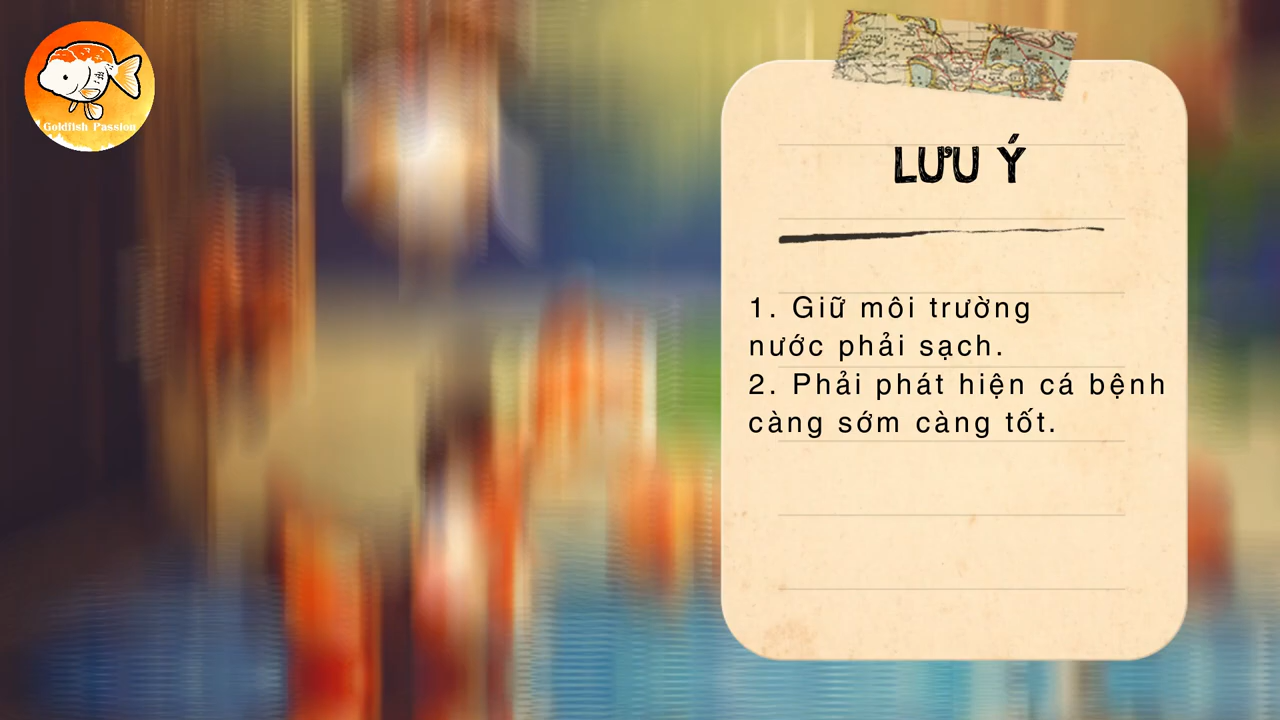 Goldfish Passion
LƯU Ý
1. Giữ môi trường
nước phải sạch.
2. Phải phát hiện cá bệnh
càng sớm càng tốt.